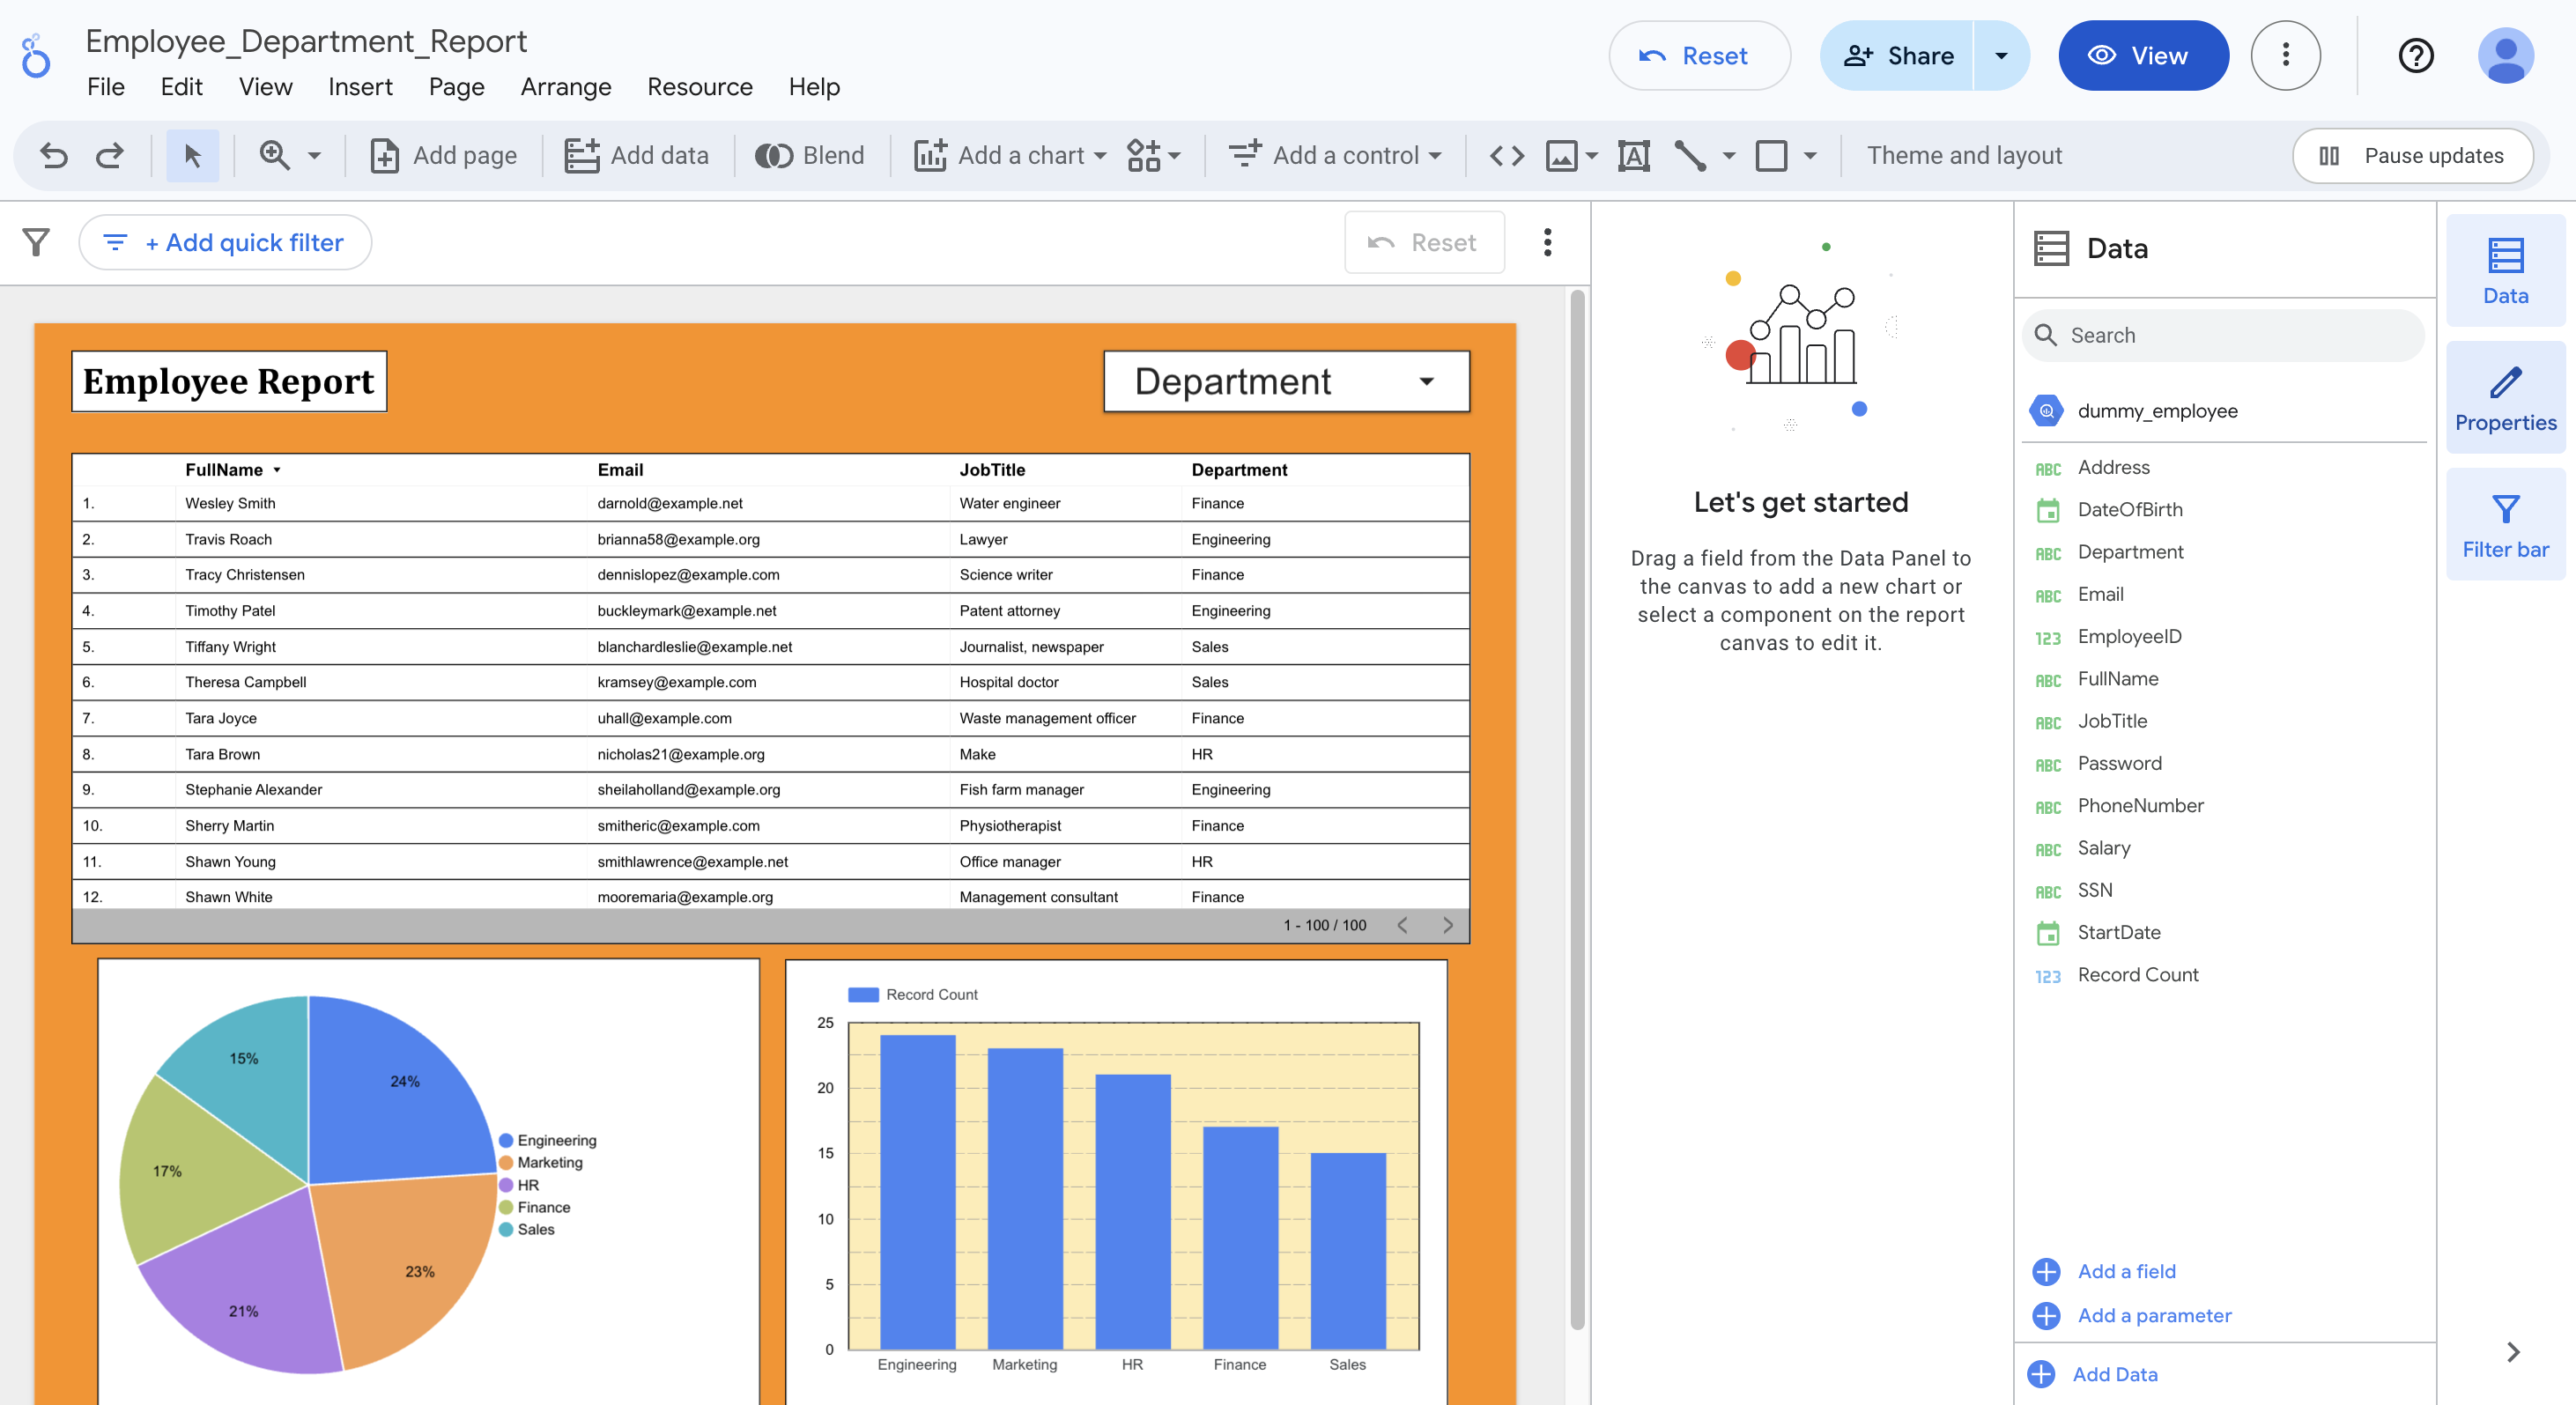 Employee_Department_Report
File Edit View Insert Page Arrange Resource Help
Reset Share View
Add page Add data Blend Add a chart Add a control Theme and layout Pause updates
+ Add quick filter Reset
Employee Report
Department
FullName Email JobTitle Department
1. Wesley Smith darnold@example.net Water engineer Finance
2. Travis Roach brianna58@example.org Lawyer Engineering
3. Tracy Christensen dennislopez@example.com Science writer Finance
4. Timothy Patel buckleymark@example.net Patent attorney Engineering
5. Tiffany Wright blanchardleslie@example.net Journalist, newspaper Sales
6. Theresa Campbell kramsey@example.com Hospital doctor Sales
7. Tara Joyce uhall@example.com Waste management officer Finance
8. Tara Brown nicholas21@example.org Make HR
9. Stephanie Alexander sheilaholland@example.org Fish farm manager Engineering
10. Sherry Martin smitheric@example.com Physiotherapist Finance
11. Shawn Young smithlawrence@example.net Office manager HR
12. Shawn White mooremaria@example.org Management consultant Finance
1 - 100 / 100
15%
24%
17%
23%
21%
Engineering
Marketing
HR
Finance
Sales
Record Count
25
20
15
10
5
0
Engineering Marketing HR Finance Sales
Let's get started
Drag a field from the Data Panel to
the canvas to add a new chart or
select a component on the report
canvas to edit it.
Data
Search
dummy_employee
ABC Address
DateOfBirth
ABC Department
ABC Email
123 EmployeeID
ABC FullName
ABC JobTitle
ABC Password
ABC PhoneNumber
ABC Salary
ABC SSN
StartDate
123 Record Count
Add a field
Add a parameter
Add Data
Data
Properties
Filter bar